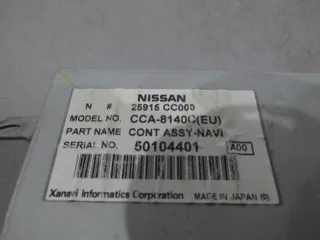 NISSAN
N # 25915 CC000
MODEL NO. CCA-8140C(EU)
PART NAME CONT ASSY-NAVI
SERIAL NO. 50104401 A00
Xanavi Informatics Corporation MADE IN JAPAN (9)